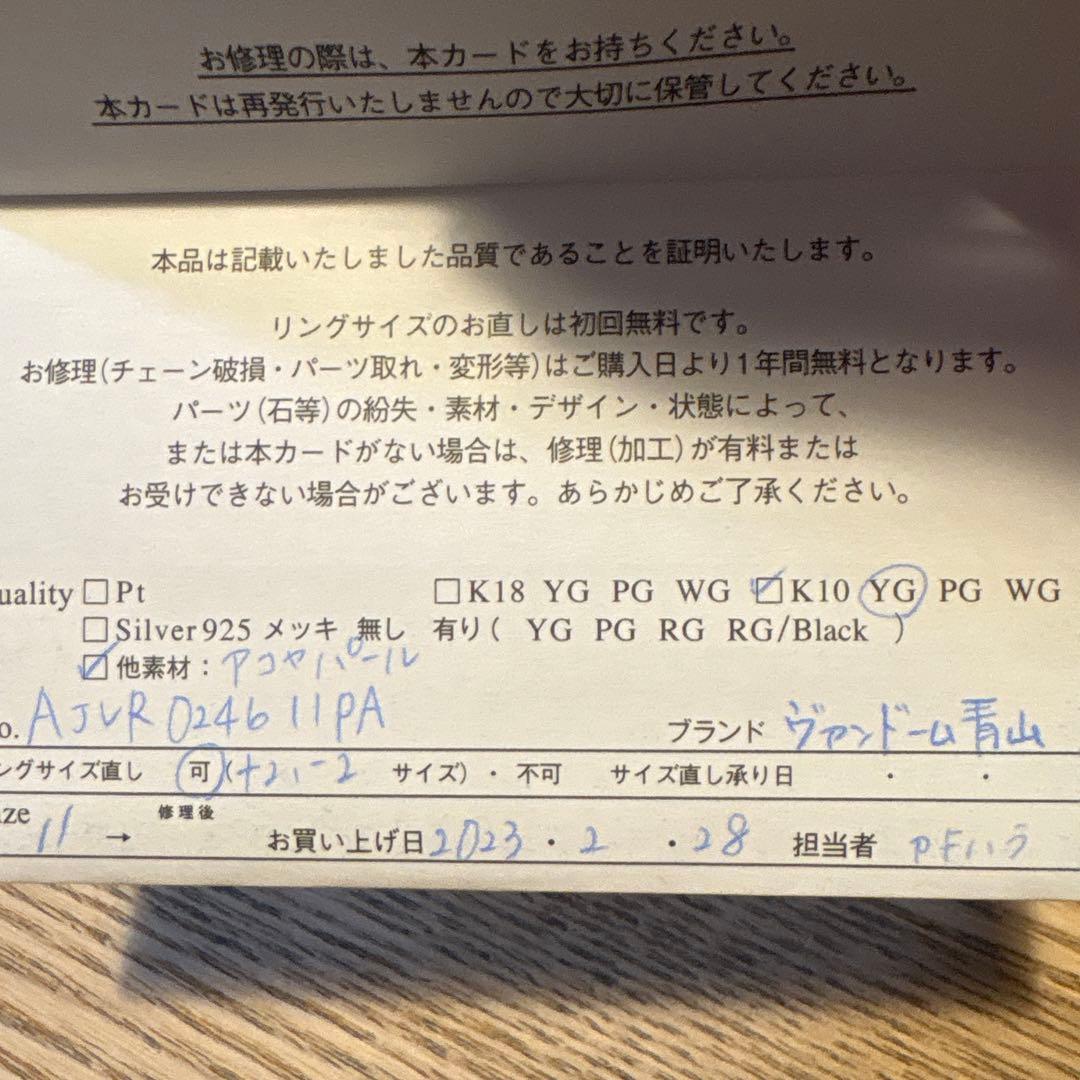 お修理の際は、本カードをお持ちください。
本カードは再発行いたしませんので大切に保管してください。
本品は記載いたしました品質であることを証明いたします。
リングサイズのお直しは初回無料です。
お修理(チェーン破損・パーツ取れ・変形等)はご購入日より1年間無料となります。
パーツ(石等)の紛失・素材・デザイン・状態によって、
または本カードがない場合は、修理(加工)が有料または
お受けできない場合がございます。あらかじめご了承ください。
uality □Pt □K18 YG PG WG ☑K10 YG PG WG
□Silver925 メッキ 無し 有り( YG PG RG RG/Black )
☑他素材：アコヤパール
o. AJVR024611PA ブランド ヴァンドーム青山
ングサイズ直し 可(+2,-2 サイズ)・不可 サイズ直し承り日 ・ ・
ze 11 → 修理後 お買い上げ日 2023・2・28 担当者